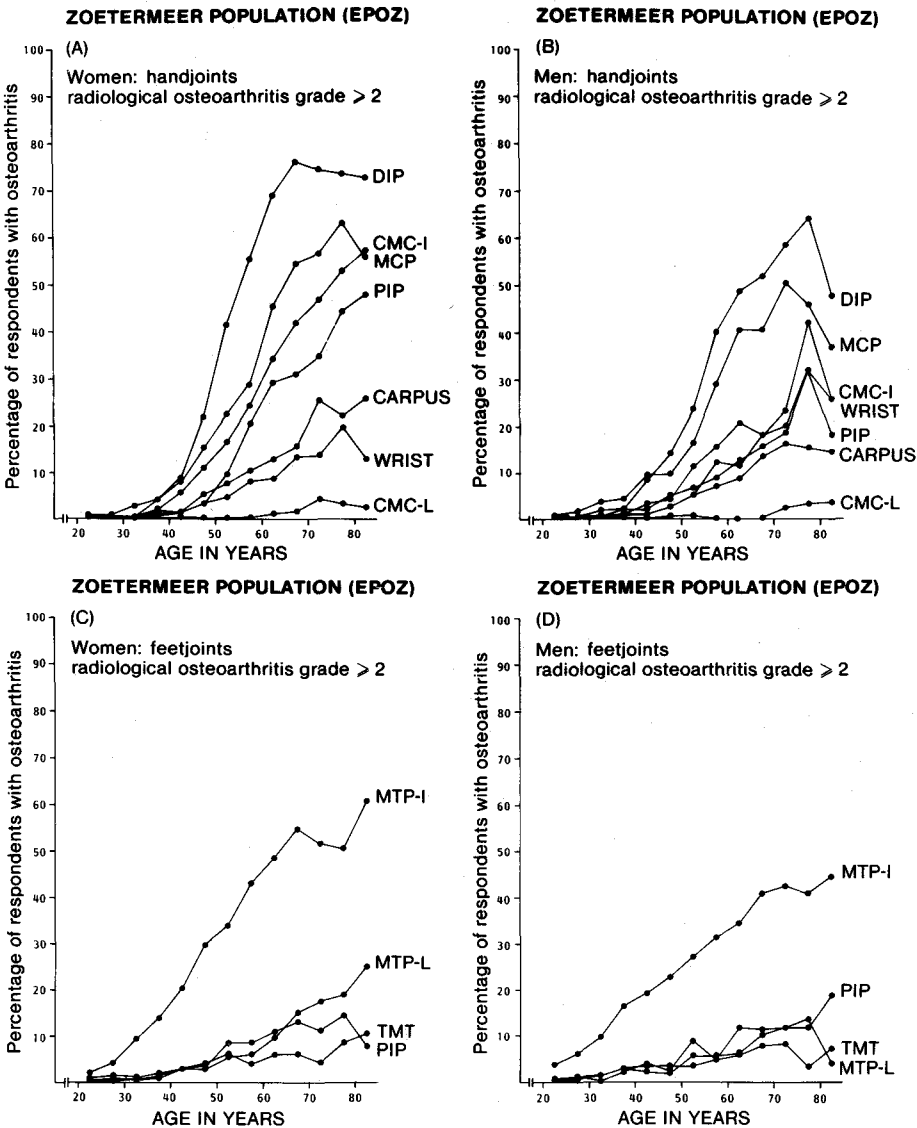 ZOETERMEER POPULATION (EPOZ)
(A)
Women: handjoints
radiological osteoarthritis grade ⩾ 2
Percentage of respondents with osteoarthritis
100
90
80
70
60
50
40
30
20
10
DIP
CMC-I
MCP
PIP
CARPUS
WRIST
CMC-L
20 30 40 50 60 70 80
AGE IN YEARS
ZOETERMEER POPULATION (EPOZ)
(B)
Men: handjoints
radiological osteoarthritis grade ⩾ 2
Percentage of respondents with osteoarthritis
100
90
80
70
60
50
40
30
20
10
DIP
MCP
CMC-I
WRIST
PIP
CARPUS
CMC-L
20 30 40 50 60 70 80
AGE IN YEARS
ZOETERMEER POPULATION (EPOZ)
(C)
Women: feetjoints
radiological osteoarthritis grade ⩾ 2
Percentage of respondents with osteoarthritis
100
90
80
70
60
50
40
30
20
10
MTP-I
MTP-L
TMT
PIP
20 30 40 50 60 70 80
AGE IN YEARS
ZOETERMEER POPULATION (EPOZ)
(D)
Men: feetjoints
radiological osteoarthritis grade ⩾ 2
Percentage of respondents with osteoarthritis
100
90
80
70
60
50
40
30
20
10
MTP-I
PIP
TMT
MTP-L
20 30 40 50 60 70 80
AGE IN YEARS